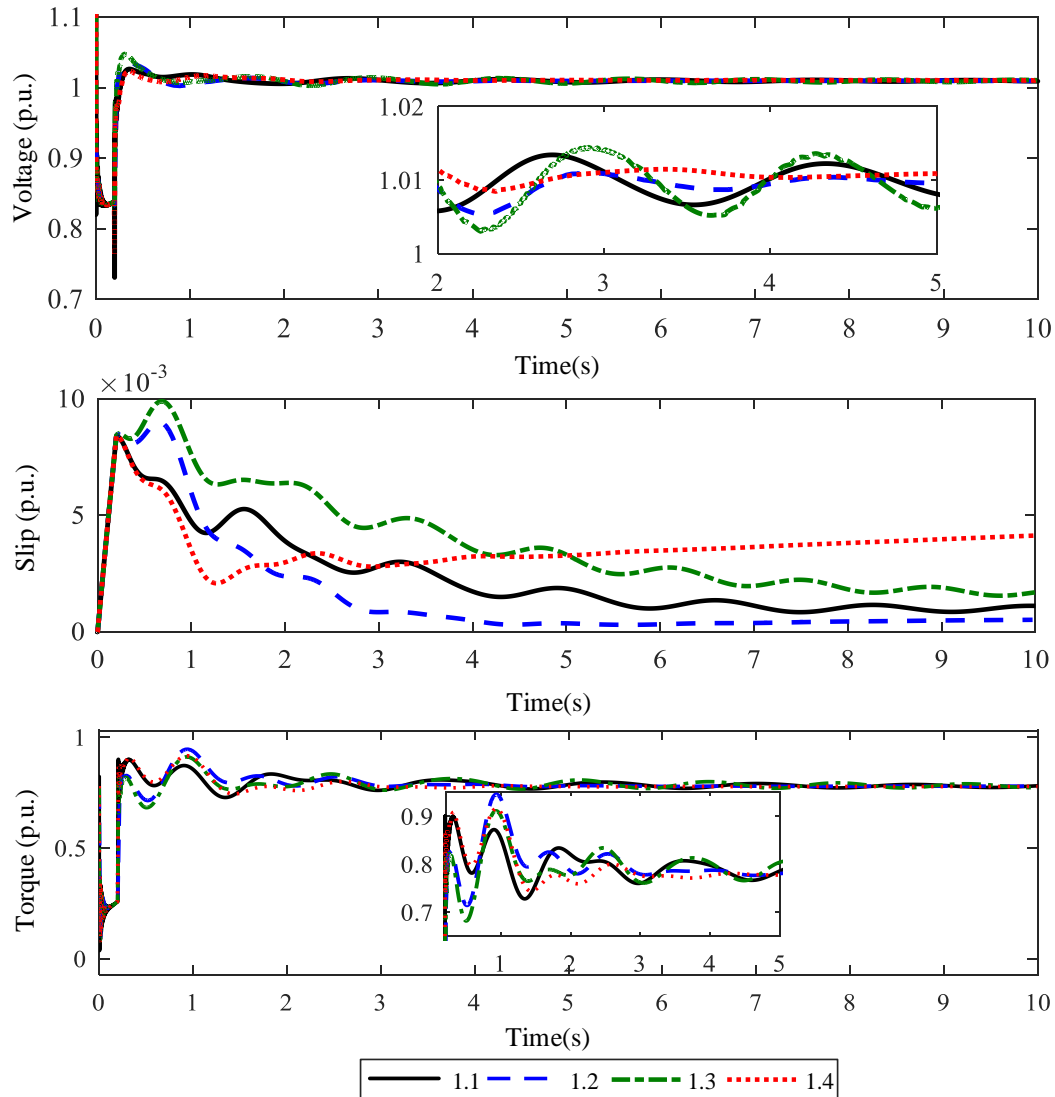 1.1
1
0.9
0.8
0.7
Voltage (p.u.)
1.02
1.01
1
2 3 4 5
0 1 2 3 4 5 6 7 8 9 10
Time(s)
×10⁻³
10
5
0
Slip (p.u.)
0 1 2 3 4 5 6 7 8 9 10
Time(s)
1
0.5
0
Torque (p.u.)
0.9
0.8
0.7
1 2 3 4 5
0 1 2 3 4 5 6 7 8 9 10
Time(s)
1.1 1.2 1.3 1.4